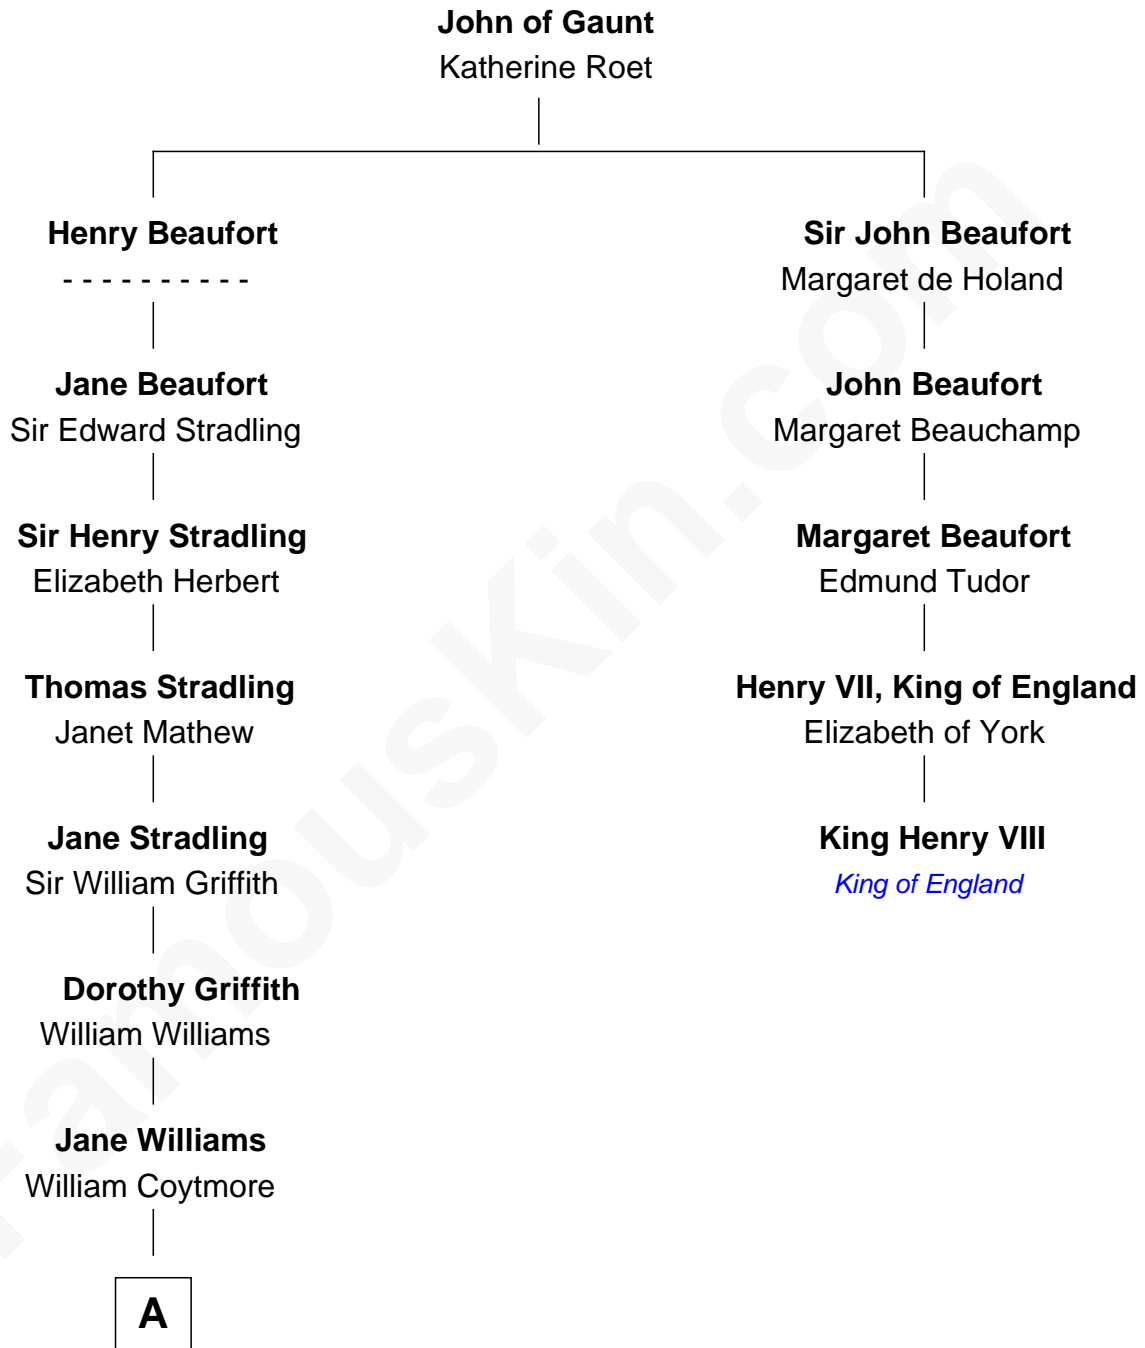 John of Gaunt
Katherine Roet
Henry Beaufort
- - - - - - - - - -
Jane Beaufort
Sir Edward Stradling
Sir Henry Stradling
Elizabeth Herbert
Thomas Stradling
Janet Mathew
Jane Stradling
Sir William Griffith
Dorothy Griffith
William Williams
Jane Williams
William Coytmore
A
Sir John Beaufort
Margaret de Holand
John Beaufort
Margaret Beauchamp
Margaret Beaufort
Edmund Tudor
Henry VII, King of England
Elizabeth of York
King Henry VIII
King of England
FamousKin.com